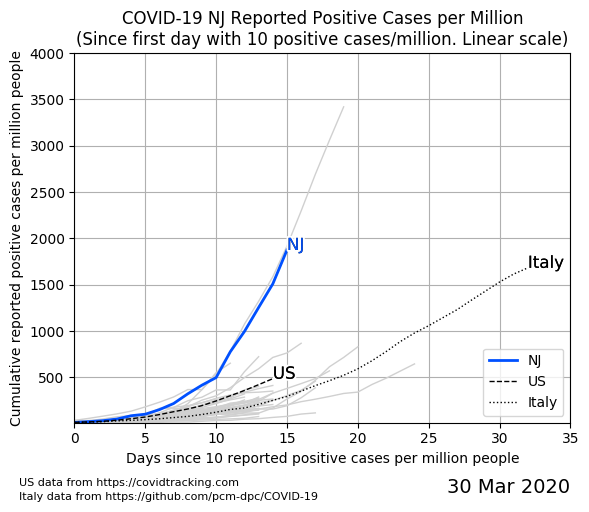 COVID-19 NJ Reported Positive Cases per Million
(Since first day with 10 positive cases/million. Linear scale)
Cumulative reported positive cases per million people
4000
3500
3000
2500
2000
1500
1000
500
NJ
Italy
US
NJ
US
Italy
0 5 10 15 20 25 30 35
Days since 10 reported positive cases per million people
US data from https://covidtracking.com
Italy data from https://github.com/pcm-dpc/COVID-19
30 Mar 2020